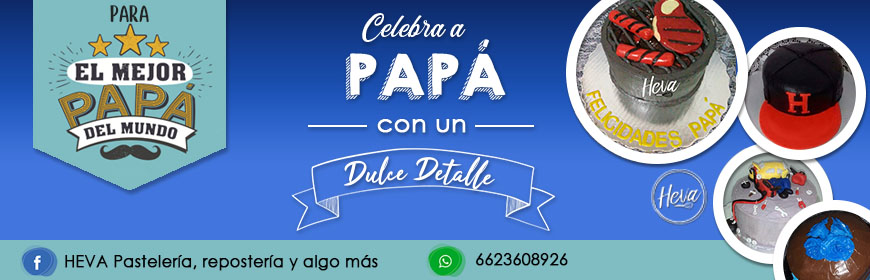 PARA
EL MEJOR
PAPÁ
DEL MUNDO
Celebra a
PAPÁ
con un
Dulce Detalle
Heva
FELICIDADES PAPÁ
H
Heva
HEVA Pastelería, repostería y algo más
6623608926